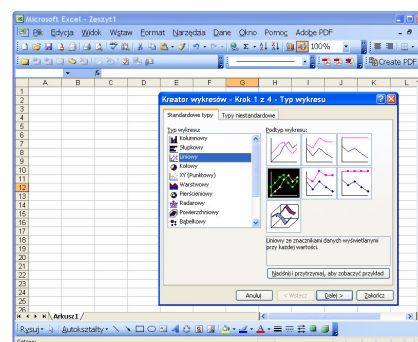 Microsoft Excel - Zeszyt1
Plik Edycja Widok Wstaw Format Narzędzia Dane Okno Pomoc Adobe PDF
100%
Create PDF
A B C D E F G H I J K L
1
2
3
4
5
6
7
8
9
10
11
12
13
14
15
16
17
18
19
20
21
22
23
24
25
26
Kreator wykresów - Krok 1 z 4 - Typ wykresu
Standardowe typy Typy niestandardowe
Typ wykresu: Podtyp wykresu:
Kolumnowy
Słupkowy
Liniowy
Kołowy
XY (Punktowy)
Warstwowy
Pierścieniowy
Radarowy
Powierzchniowy
Bąbelkowy
Liniowy ze znacznikami danych wyświetlanymi
przy każdej wartości.
Naciśnij i przytrzymaj, aby zobaczyć przykład
Anuluj < Wstecz Dalej > Zakończ
Arkusz1
Rysuj Autokształty